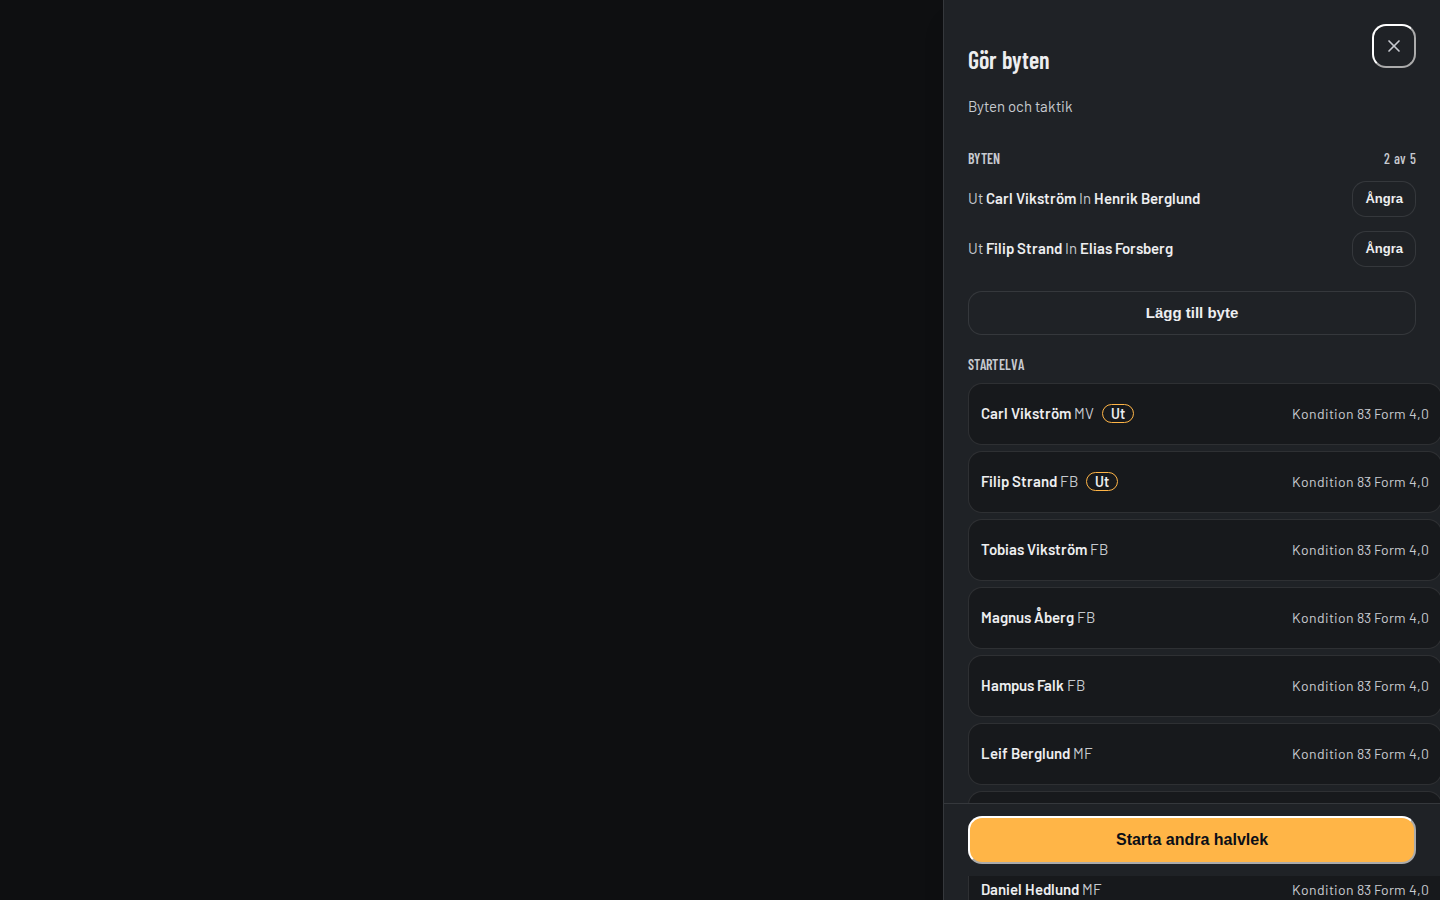 Gör byten
Byten och taktik
BYTEN 2 av 5
Ut Carl Vikström In Henrik Berglund Ångra
Ut Filip Strand In Elias Forsberg Ångra
Lägg till byte
STARTELVA
Carl Vikström MV Ut Kondition 83 Form 4,0
Filip Strand FB Ut Kondition 83 Form 4,0
Tobias Vikström FB Kondition 83 Form 4,0
Magnus Åberg FB Kondition 83 Form 4,0
Hampus Falk FB Kondition 83 Form 4,0
Leif Berglund MF Kondition 83 Form 4,0
Starta andra halvlek
Daniel Hedlund MF Kondition 83 Form 4,0